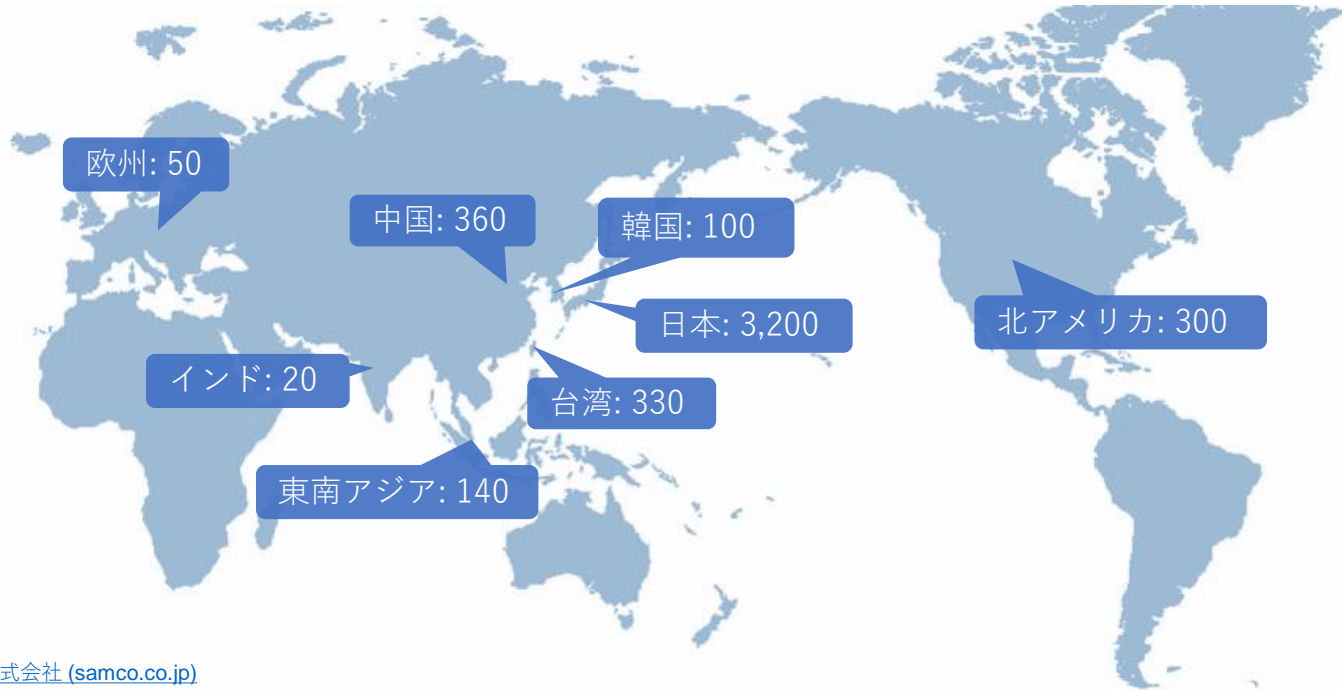 欧州: 50
中国: 360
韓国: 100
日本: 3,200
北アメリカ: 300
インド: 20
台湾: 330
東南アジア: 140
式会社 (samco.co.jp)